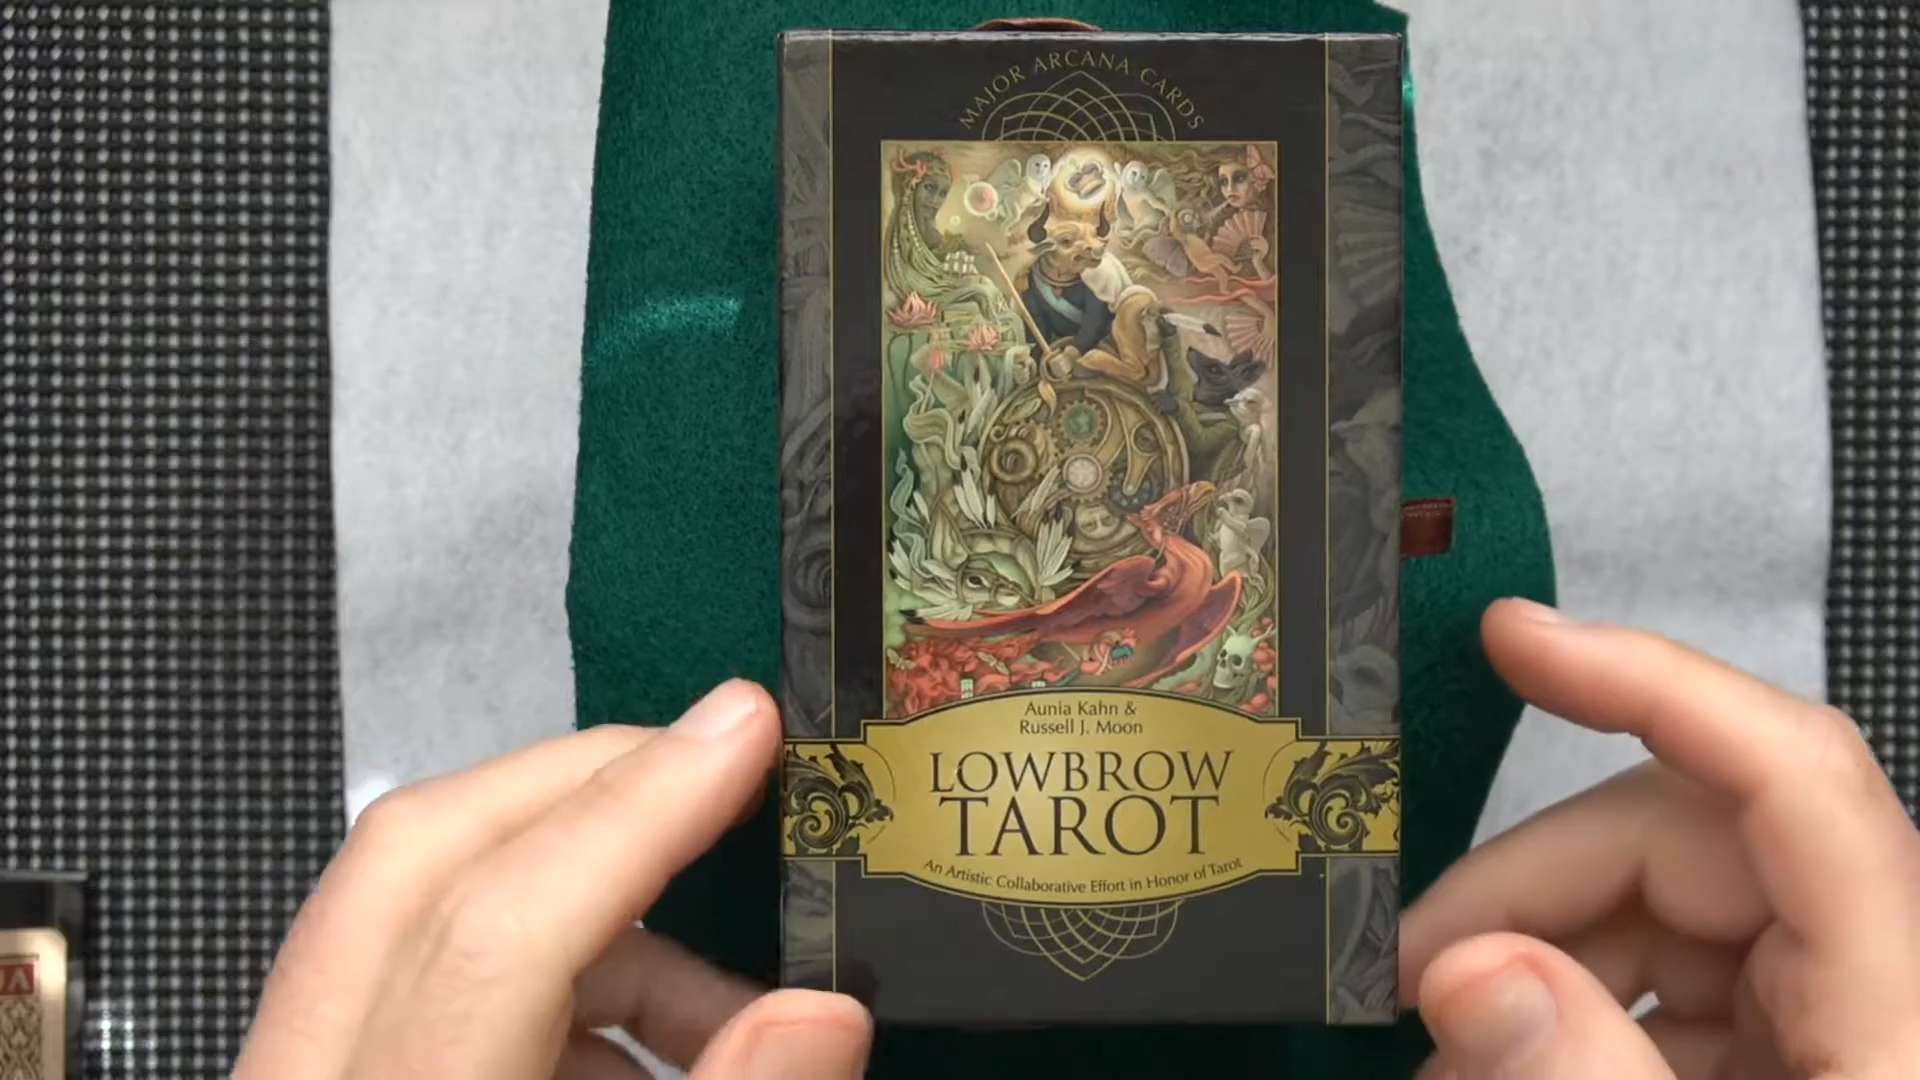 MAJOR ARCANA CARDS
Aunia Kahn &
Russell J. Moon
LOWBROW
TAROT
An Artistic Collaborative Effort in Honor of Tarot